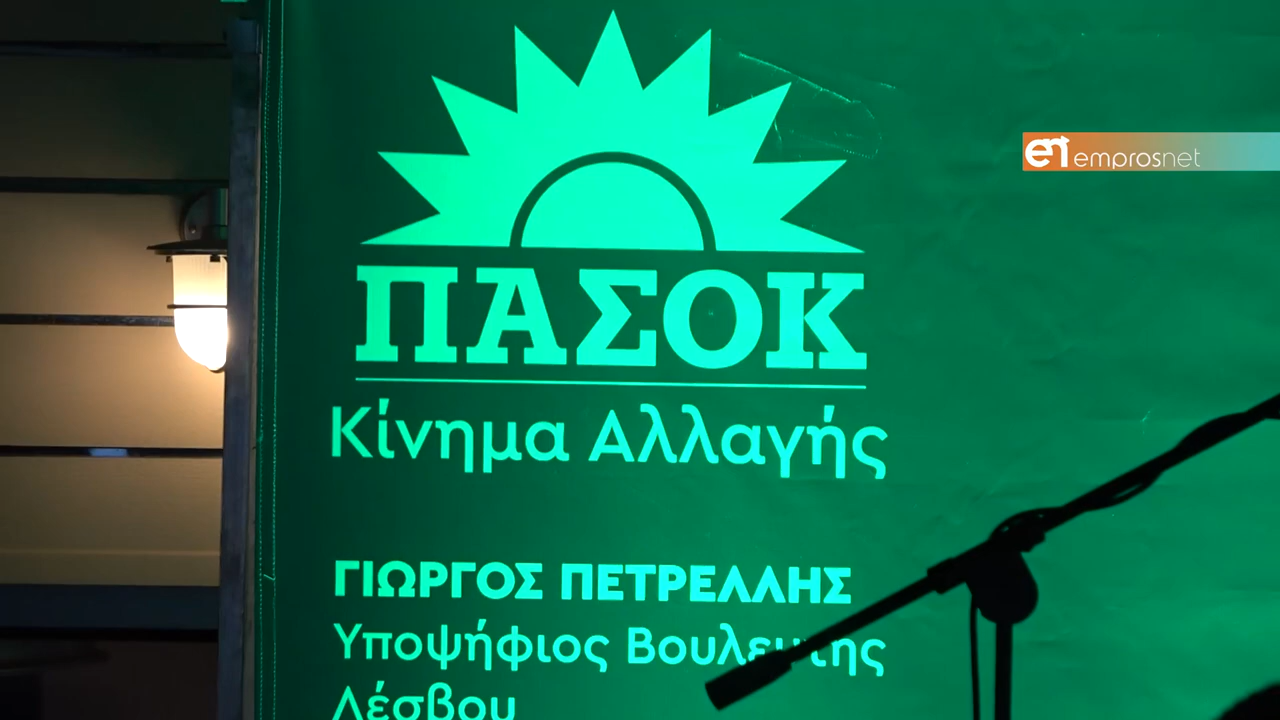 emprosnet
ΠΑΣΟΚ
Κίνημα Αλλαγής
ΓΙΩΡΓΟΣ ΠΕΤΡΕΛΛΗΣ
Υποψήφιος Βουλευτής
Λέσβου